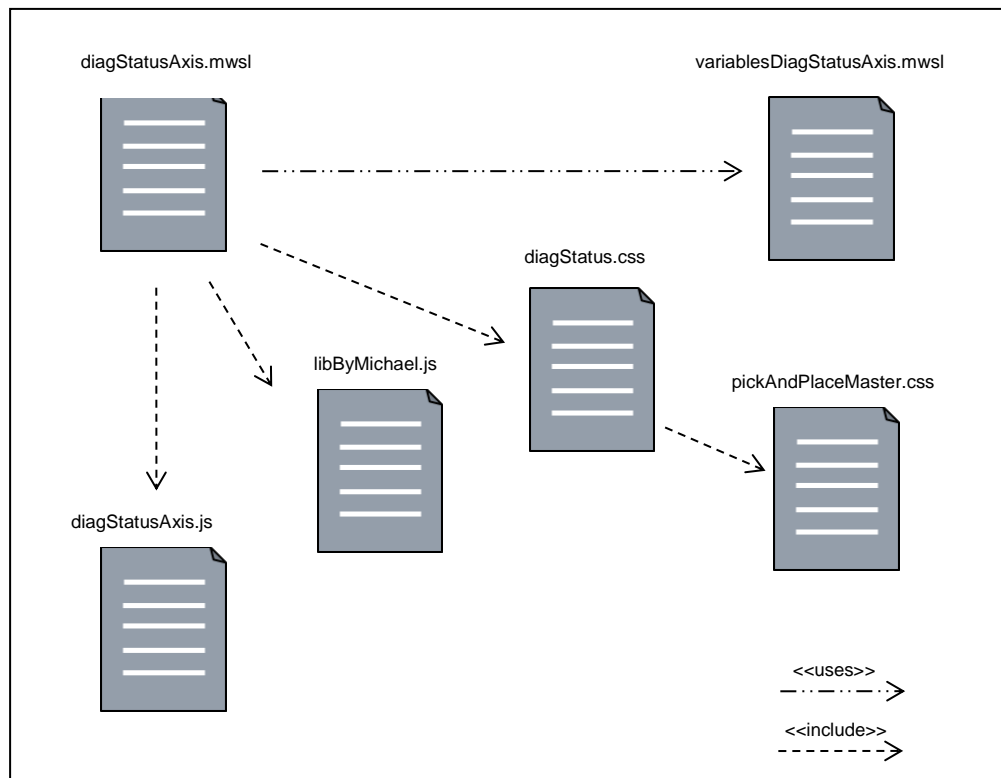 diagStatusAxis.mwsl
variablesDiagStatusAxis.mwsl
diagStatus.css
libByMichael.js
pickAndPlaceMaster.css
diagStatusAxis.js
<<uses>>
<<include>>